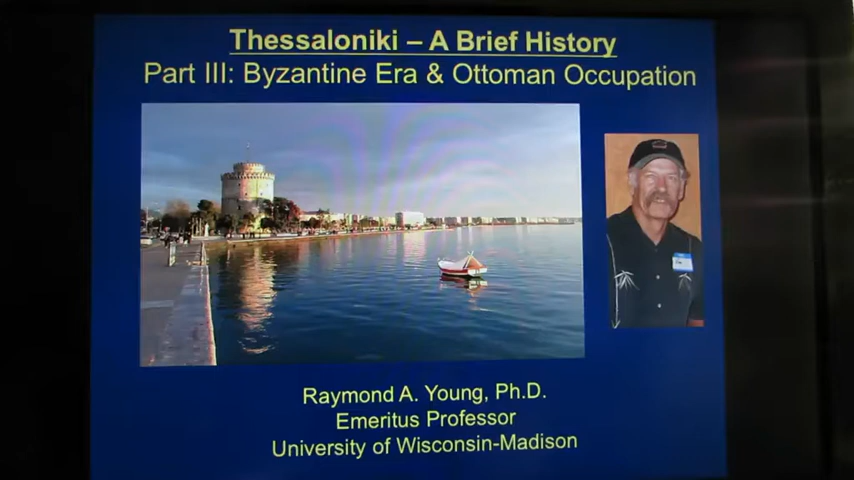 Thessaloniki – A Brief History
Part III: Byzantine Era & Ottoman Occupation
Raymond A. Young, Ph.D.
Emeritus Professor
University of Wisconsin-Madison